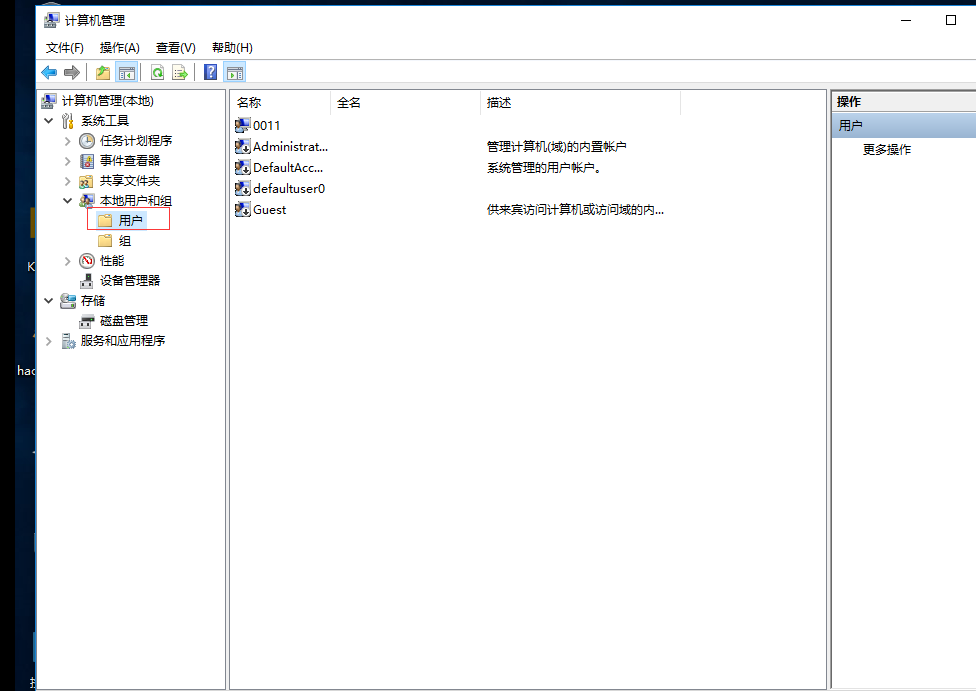 计算机管理
文件(F) 操作(A) 查看(V) 帮助(H)
计算机管理(本地)
系统工具
任务计划程序
事件查看器
共享文件夹
本地用户和组
用户
组
性能
设备管理器
存储
磁盘管理
服务和应用程序
名称 全名 描述
0011
Administrat... 管理计算机(域)的内置帐户
DefaultAcc... 系统管理的用户帐户。
defaultuser0
Guest 供来宾访问计算机或访问域的内...
操作
用户
更多操作
K
hac